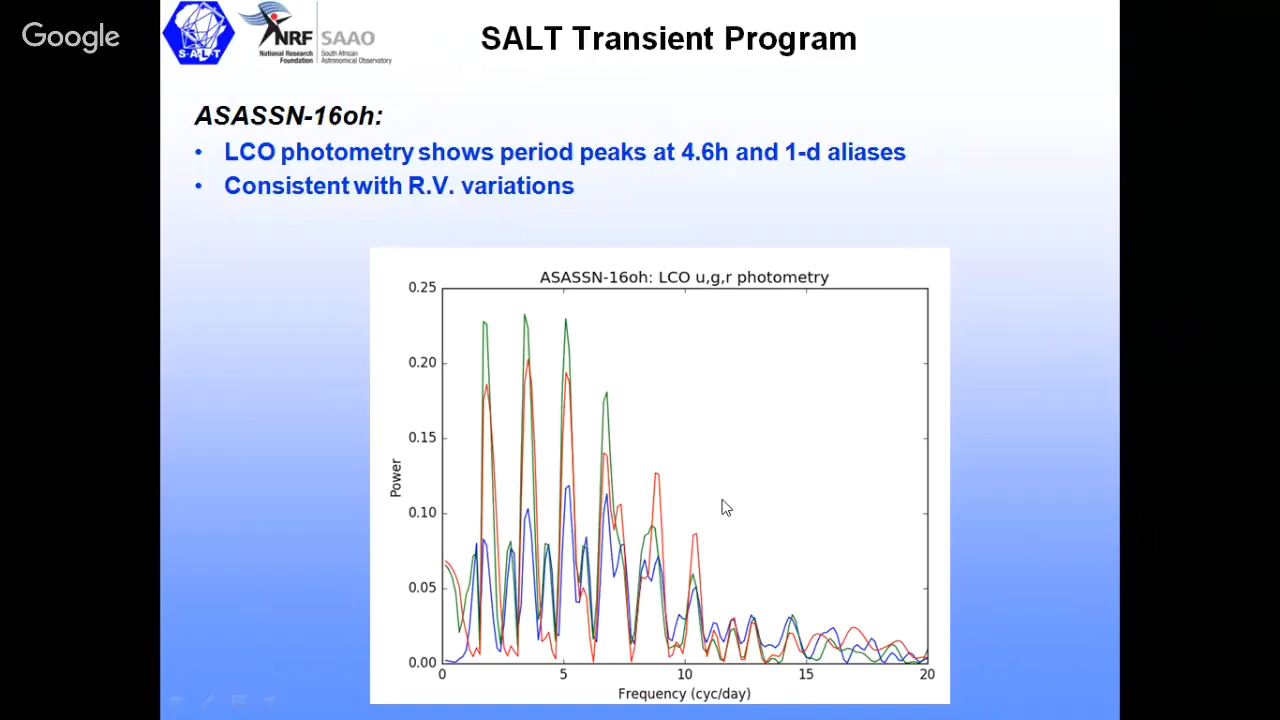 Google
SALT
NRF
SAAO
National Research
Foundation
South African
Astronomical Observatory
SALT Transient Program
ASASSN-16oh:
• LCO photometry shows period peaks at 4.6h and 1-d aliases
• Consistent with R.V. variations
ASASSN-16oh: LCO u,g,r photometry
0.25
0.20
0.15
0.10
0.05
0.00
Power
0 5 10 15 20
Frequency (cyc/day)